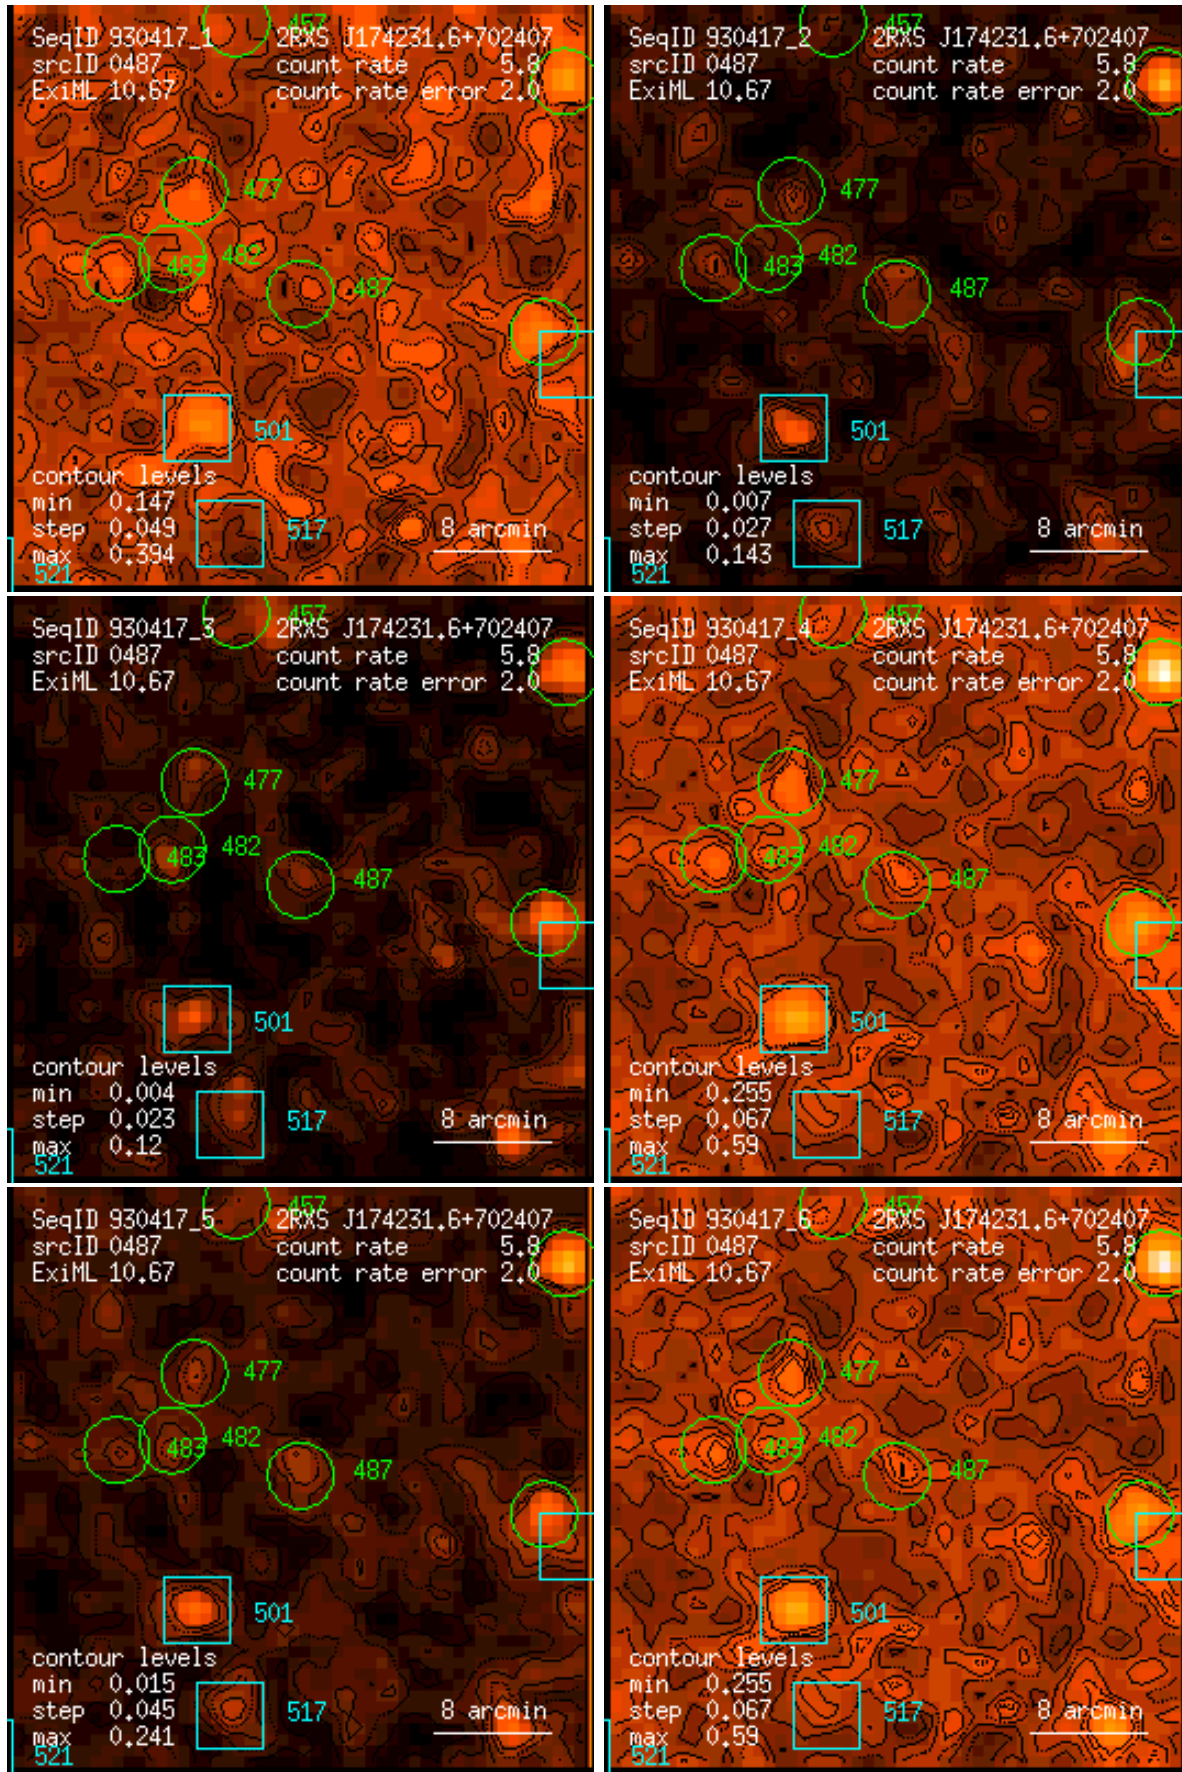 457
SeqID 930417_1 2RXS J174231.6+702407
srcID 0487 count rate 5.8
ExiML 10.67 count rate error 2.0
477
482
483
487
501
contour levels
min 0.147
step 0.049 517 8 arcmin
max 0.394
521
457
SeqID 930417_2 2RXS J174231.6+702407
srcID 0487 count rate 5.8
ExiML 10.67 count rate error 2.0
477
482
483
487
501
contour levels
min 0.007
step 0.027 517 8 arcmin
max 0.143
521
457
SeqID 930417_3 2RXS J174231.6+702407
srcID 0487 count rate 5.8
ExiML 10.67 count rate error 2.0
477
482
483
487
501
contour levels
min 0.004
step 0.023 517 8 arcmin
max 0.12
521
457
SeqID 930417_4 2RXS J174231.6+702407
srcID 0487 count rate 5.8
ExiML 10.67 count rate error 2.0
477
482
483
487
501
contour levels
min 0.255
step 0.067 517 8 arcmin
max 0.59
521
457
SeqID 930417_5 2RXS J174231.6+702407
srcID 0487 count rate 5.8
ExiML 10.67 count rate error 2.0
477
482
483
487
501
contour levels
min 0.015
step 0.045 517 8 arcmin
max 0.241
521
457
SeqID 930417_6 2RXS J174231.6+702407
srcID 0487 count rate 5.8
ExiML 10.67 count rate error 2.0
477
482
483
487
501
contour levels
min 0.255
step 0.067 517 8 arcmin
max 0.59
521